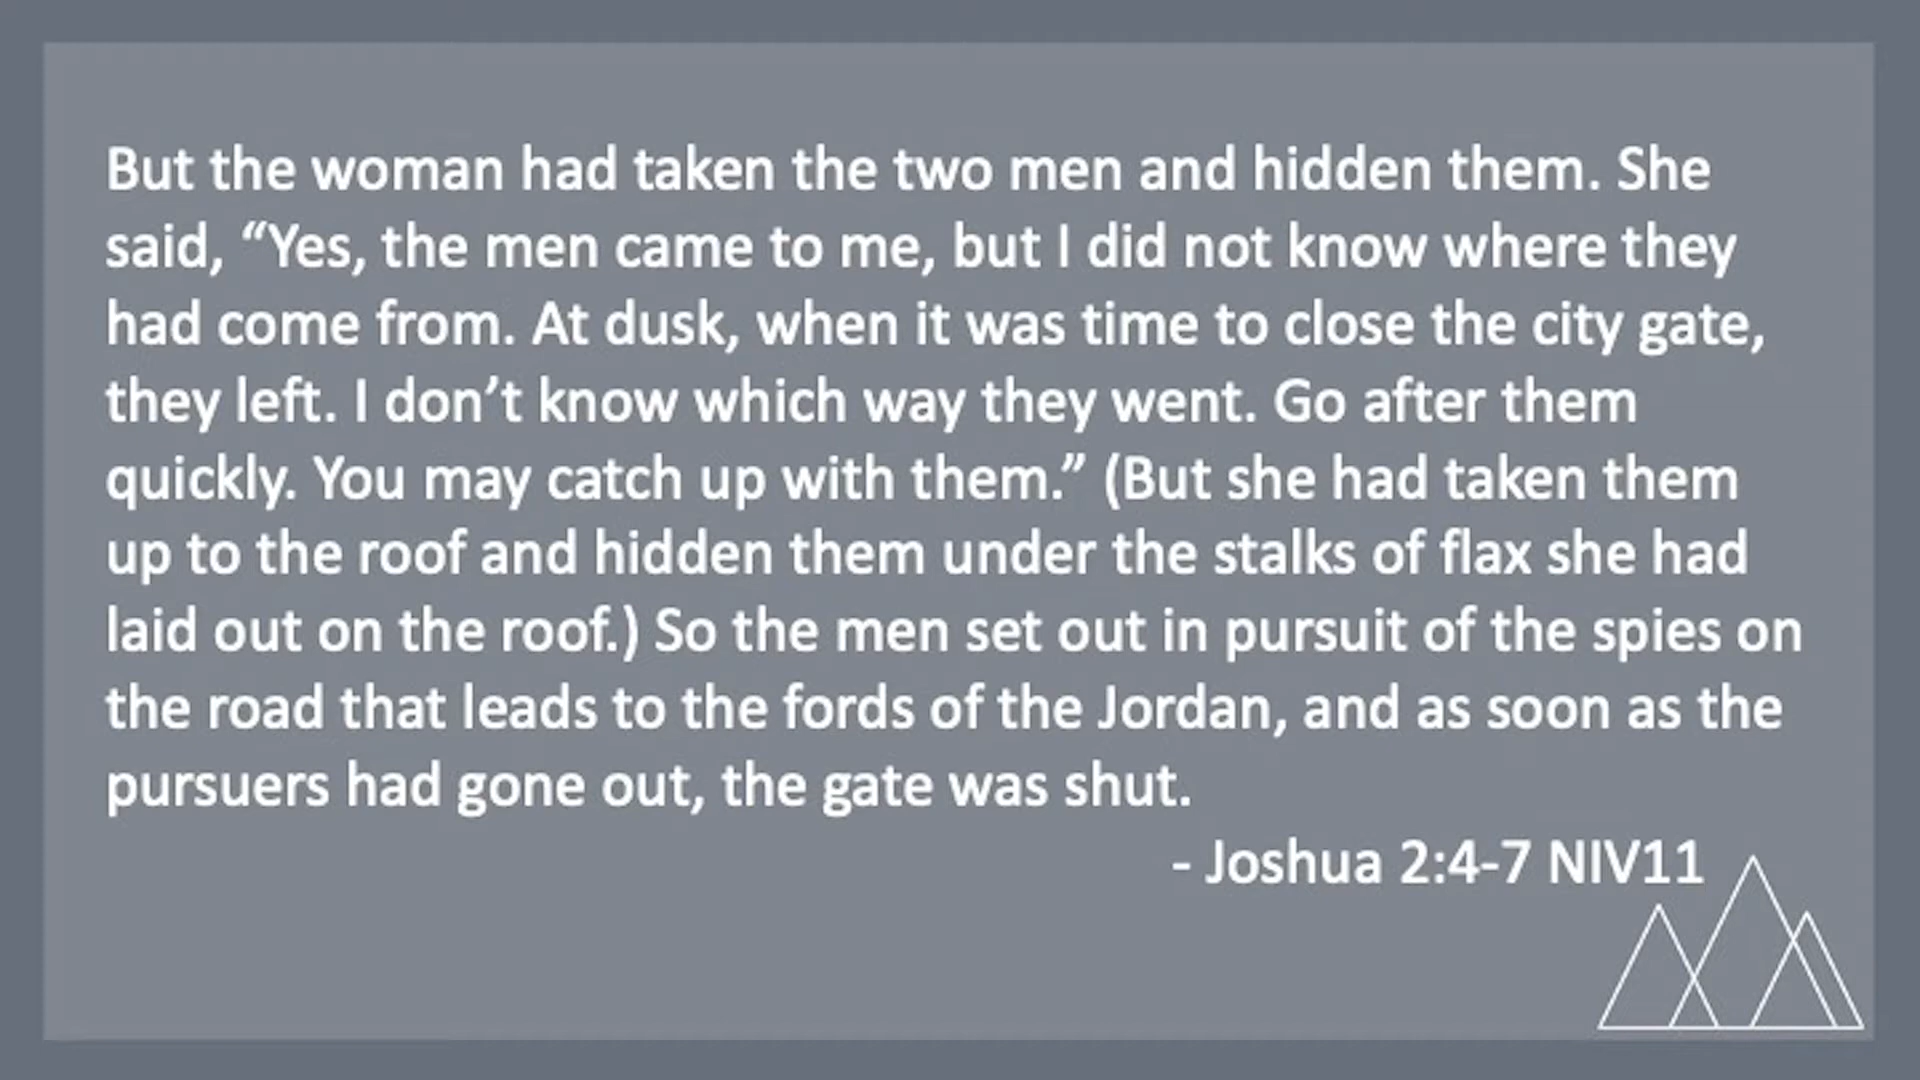 But the woman had taken the two men and hidden them. She
said, “Yes, the men came to me, but I did not know where they
had come from. At dusk, when it was time to close the city gate,
they left. I don’t know which way they went. Go after them
quickly. You may catch up with them.” (But she had taken them
up to the roof and hidden them under the stalks of flax she had
laid out on the roof.) So the men set out in pursuit of the spies on
the road that leads to the fords of the Jordan, and as soon as the
pursuers had gone out, the gate was shut.
- Joshua 2:4-7 NIV11